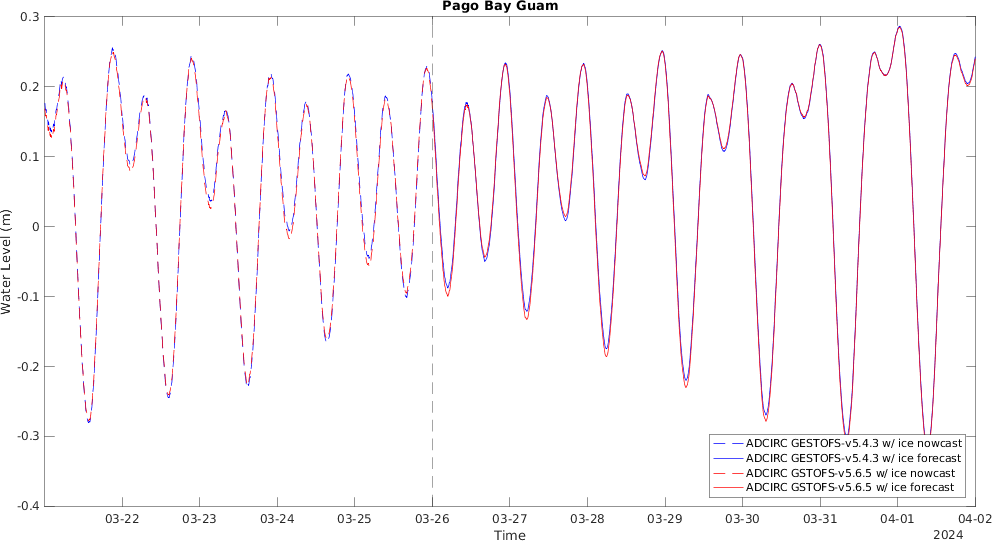 Pago Bay Guam
0.3
0.2
0.1
0
-0.1
-0.2
-0.3
-0.4
Water Level (m)
ADCIRC GESTOFS-v5.4.3 w/ ice nowcast
ADCIRC GESTOFS-v5.4.3 w/ ice forecast
ADCIRC GSTOFS-v5.6.5 w/ ice nowcast
ADCIRC GSTOFS-v5.6.5 w/ ice forecast
03-22 03-23 03-24 03-25 03-26 03-27 03-28 03-29 03-30 03-31 04-01 04-02
Time
2024